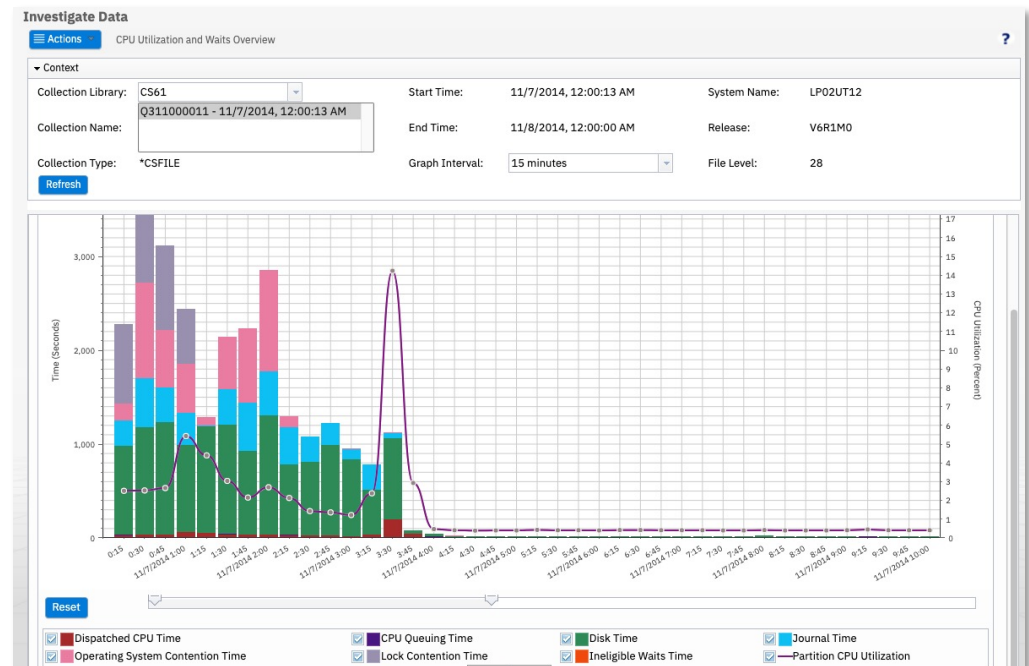 Investigate Data
Actions CPU Utilization and Waits Overview ?
Context
Collection Library: CS61 Start Time: 11/7/2014, 12:00:13 AM System Name: LP02UT12
Q311000011 - 11/7/2014, 12:00:13 AM
Collection Name: End Time: 11/8/2014, 12:00:00 AM Release: V6R1M0
Collection Type: *CSFILE Graph Interval: 15 minutes File Level: 28
Refresh
17
16
3,000 15
14
13
12
11
2,000 10
9
8
7
6
1,000 5
4
3
2
1
0 0
Time (Seconds)
CPU Utilization (Percent)
0:15 0:30 0:45 11/7/2014 1:00 1:15 1:30 1:45 11/7/2014 2:00 2:15 2:30 2:45 11/7/2014 3:00 3:15 3:30 3:45 11/7/2014 4:00 4:15 4:30 4:45 11/7/2014 5:00 5:15 5:30 5:45 11/7/2014 6:00 6:15 6:30 6:45 11/7/2014 7:00 7:15 7:30 7:45 11/7/2014 8:00 8:15 8:30 8:45 11/7/2014 9:00 9:15 9:30 9:45 11/7/2014 10:00
Reset
Dispatched CPU Time CPU Queuing Time Disk Time Journal Time
Operating System Contention Time Lock Contention Time Ineligible Waits Time Partition CPU Utilization